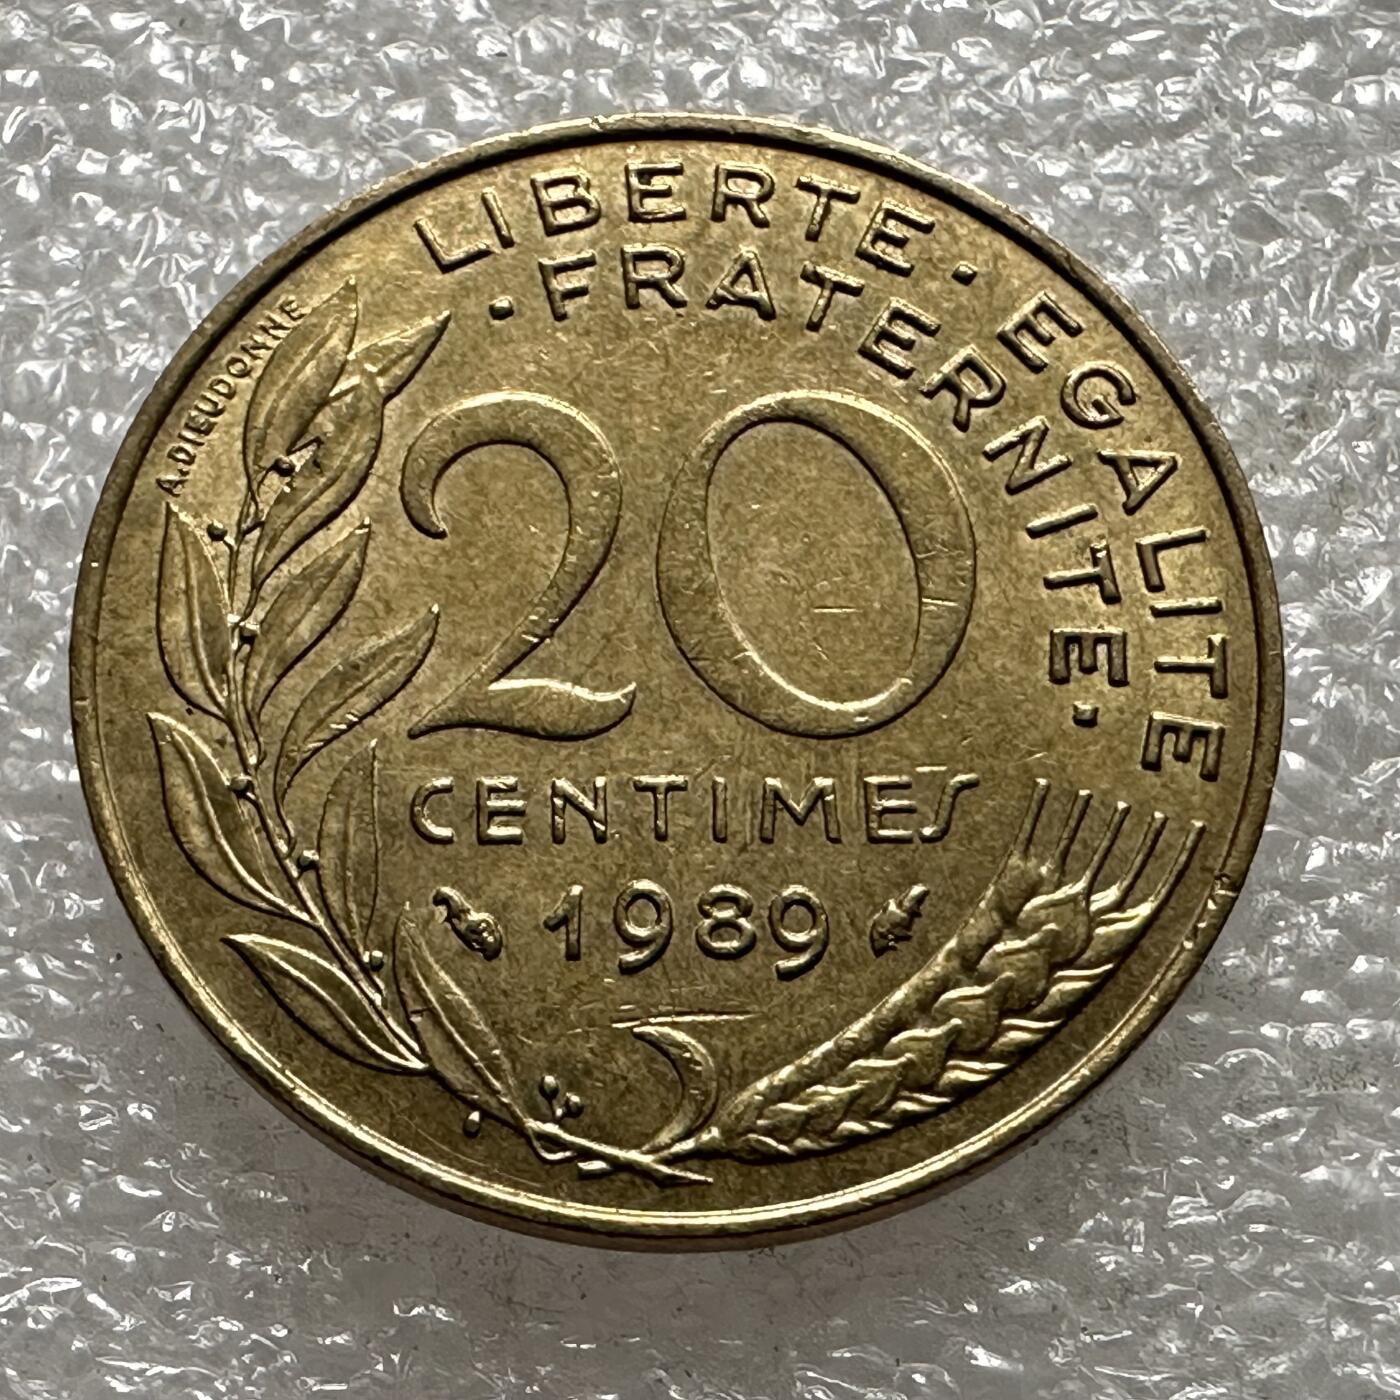 LIBERTE · EGALITE
· FRATERNITE ·
A.DIEUDONNE
20
CENTIMES
1989